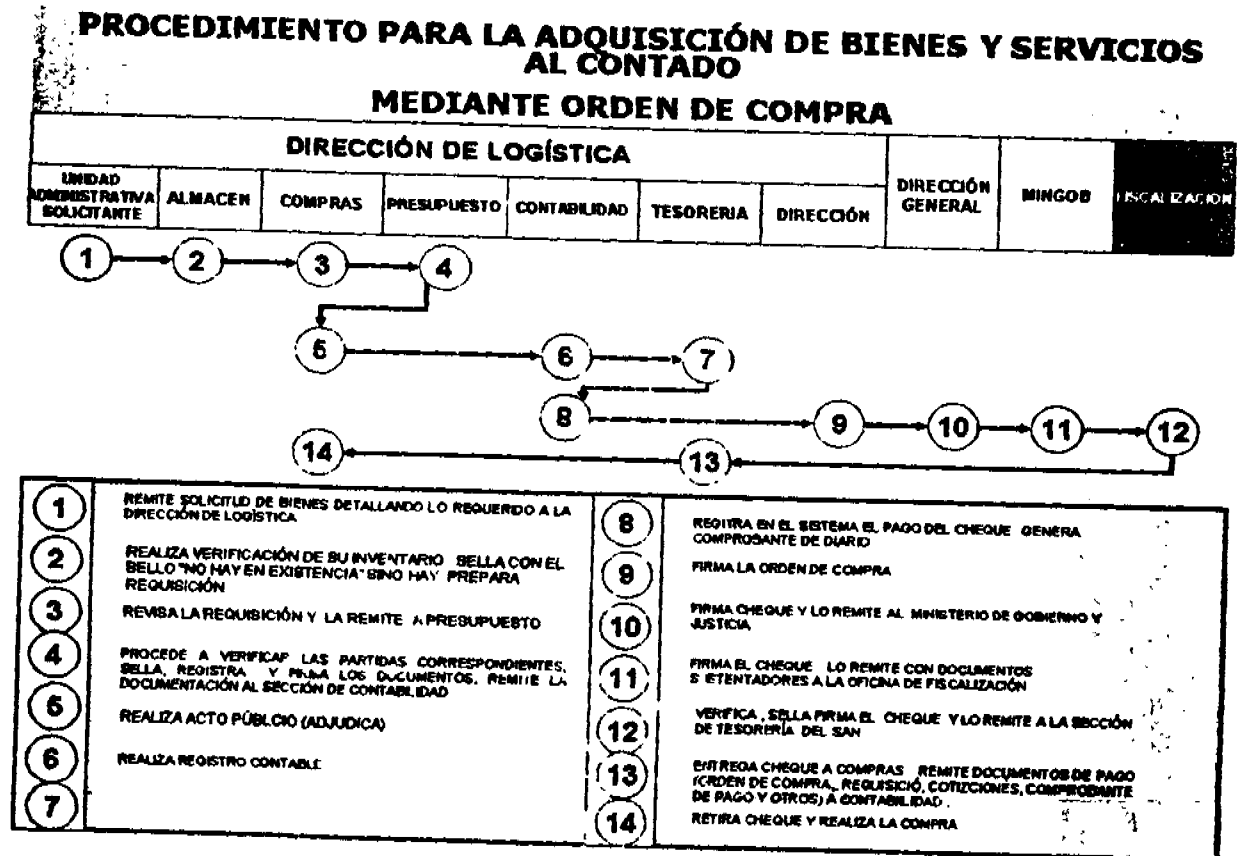 PROCEDIMIENTO PARA LA ADQUISICIÓN DE BIENES Y SERVICIOS
AL CONTADO
MEDIANTE ORDEN DE COMPRA
DIRECCIÓN DE LOGÍSTICA
UNIDAD
ADMINISTRATIVA
SOLICITANTE
ALMACEN
COMPRAS
PRESUPUESTO
CONTABILIDAD
TESORERIA
DIRECCIÓN
DIRECCIÓN
GENERAL
MINGOB
FISCALIZACION
1
2
3
4
5
6
7
8
9
10
11
12
14
13
1
REMITE SOLICITUD DE BIENES DETALLANDO LO REQUERIDO A LA
DIRECCIÓN DE LOGÍSTICA
2
REALIZA VERIFICACIÓN DE SU INVENTARIO SELLA CON EL
SELLO "NO HAY EN EXISTENCIA" SINO HAY PREPARA
REQUISICIÓN
3
REVISA LA REQUISICIÓN Y LA REMITE A PRESUPUESTO
4
PROCEDE A VERIFICAR LAS PARTIDAS CORRESPONDIENTES,
SELLA, REGISTRA Y FIRMA LOS DOCUMENTOS, REMITE LA
DOCUMENTACIÓN AL SECCIÓN DE CONTABILIDAD
5
REALIZA ACTO PÚBLCIO (ADJUDICA)
6
REALIZA REGISTRO CONTABLE
7
8
REGITRA EN EL SISTEMA EL PAGO DEL CHEQUE GENERA
COMPROBANTE DE DIARIO
9
FIRMA LA ORDEN DE COMPRA
10
FIRMA CHEQUE Y LO REMITE AL MINISTERIO DE GOBIERNO Y
JUSTICIA
11
FIRMA EL CHEQUE LO REMITE CON DOCUMENTOS
A LA OFICINA DE FISCALIZACIÓN
12
VERIFICA, SELLA FIRMA EL CHEQUE Y LO REMITE A LA SECCIÓN
DE TESORERÍA DEL SAN
13
ENTREGA CHEQUE A COMPRAS REMITE DOCUMENTOS DE PAGO
(ORDEN DE COMPRA, REQUISICIÓ, COTIZCIONES, COMPROBANTE
DE PAGO Y OTROS) A CONTABILIDAD.
14
RETIRA CHEQUE Y REALIZA LA COMPRA